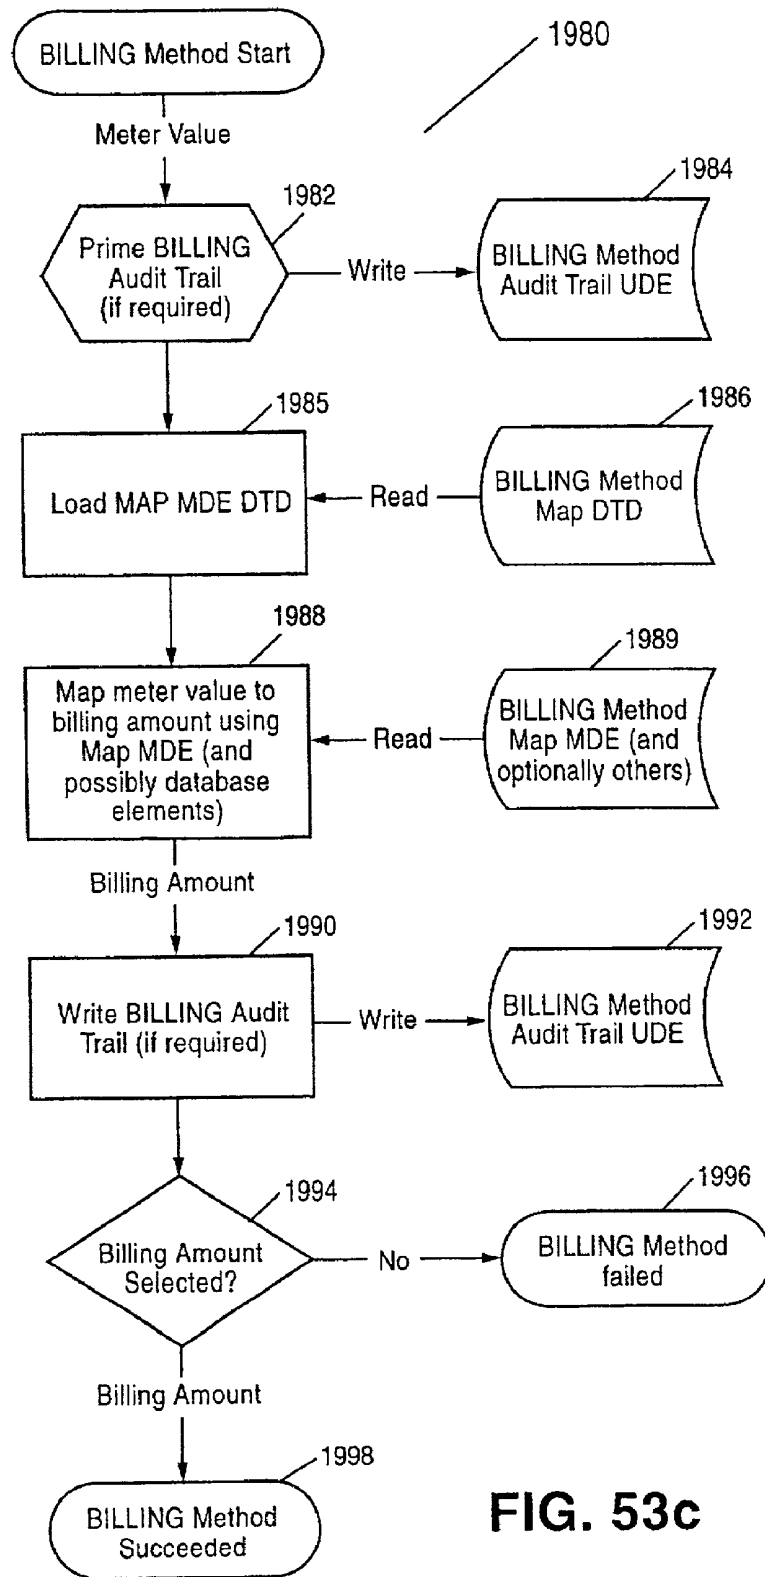 BILLING Method Start
1980
Meter Value
1982
1984
Prime BILLING
Audit Trail
(if required)
Write
BILLING Method
Audit Trail UDE
1985
1986
Load MAP MDE DTD
Read
BILLING Method
Map DTD
1988
1989
Map meter value to
billing amount using
Map MDE (and
possibly database
elements)
Read
BILLING Method
Map MDE (and
optionally others)
Billing Amount
1990
1992
Write BILLING Audit
Trail (if required)
Write
BILLING Method
Audit Trail UDE
1994
1996
Billing Amount
Selected?
No
BILLING Method
failed
Billing Amount
1998
BILLING Method
Succeeded
FIG. 53c